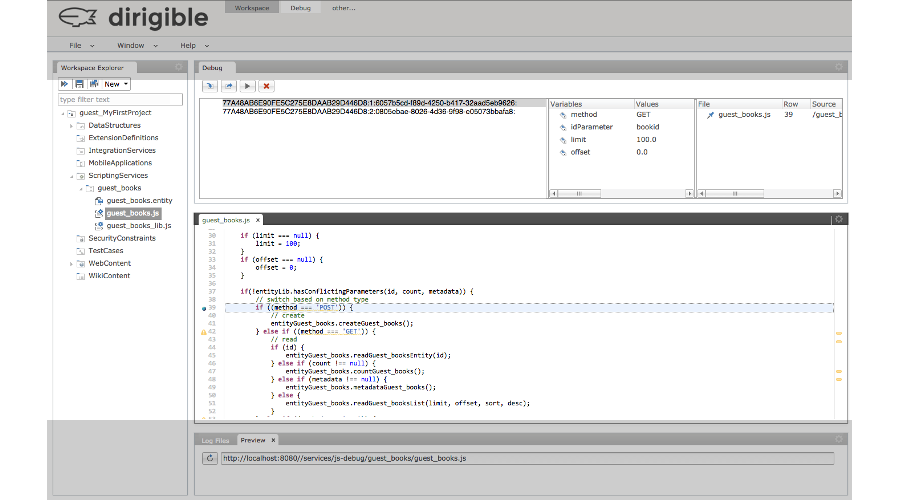 dirigible
Workspace Debug other...
File Window Help
Workspace Explorer
New
type filter text
guest_MyFirstProject
DataStructures
ExtensionDefinitions
IntegrationServices
MobileApplications
ScriptingServices
guest_books
guest_books.entity
guest_books.js
guest_books_lib.js
SecurityConstraints
TestCases
WebContent
WikiContent
Debug
77A48AB6E90FE5C275E8DAAB29D446D8:1:6057b5cd-f89d-4250-b417-32aad5eb9626:
77A48AB6E90FE5C275E8DAAB29D446D8:2:0805cbae-8026-4d36-9f98-c05073bbafa8:
Variables Values
method GET
idParameter bookid
limit 100.0
offset 0.0
File Row Source
guest_books.js 39 /guest_b
guest_books.js x
30 if (limit === null) {
31 limit = 100;
32 }
33 if (offset === null) {
34 offset = 0;
35 }
36
37 if(!entityLib.hasConflictingParameters(id, count, metadata)) {
38 // switch based on method type
39 if ((method === 'POST')) {
40 // create
41 entityGuest_books.createGuest_books();
42 } else if ((method === 'GET')) {
43 // read
44 if (id) {
45 entityGuest_books.readGuest_booksEntity(id);
46 } else if (count !== null) {
47 entityGuest_books.countGuest_books();
48 } else if (metadata !== null) {
49 entityGuest_books.metadataGuest_books();
50 } else {
51 entityGuest_books.readGuest_booksList(limit, offset, sort, desc);
52 }
Log Files Preview x
http://localhost:8080//services/js-debug/guest_books/guest_books.js